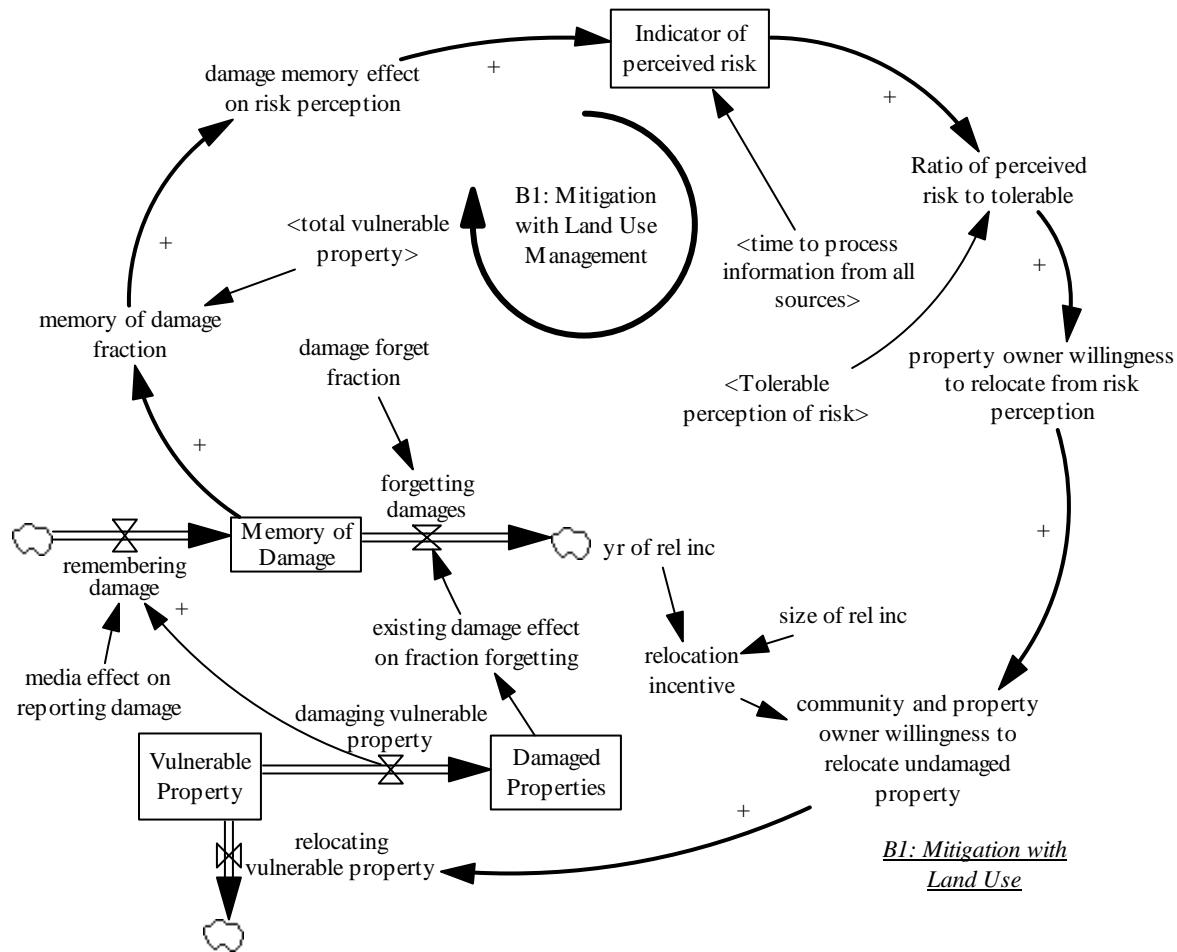 Indicator of
perceived risk
+
damage memory effect
on risk perception
+
Ratio of perceived
risk to tolerable
B1: Mitigation
with Land Use
Management
<total vulnerable
property>
+
<time to process
information from all
sources>
+
memory of damage
fraction
damage forget
fraction
property owner willingness
to relocate from risk
perception
<Tolerable
perception of risk>
+
forgetting
damages
Memory of
Damage
+
yr of rel inc
remembering
damage
+
existing damage effect
on fraction forgetting
size of rel inc
relocation
incentive
media effect on
reporting damage
community and property
owner willingness to
relocate undamaged
property
damaging vulnerable
property
Vulnerable
Property
Damaged
Properties
+
relocating
vulnerable property
B1: Mitigation with
Land Use